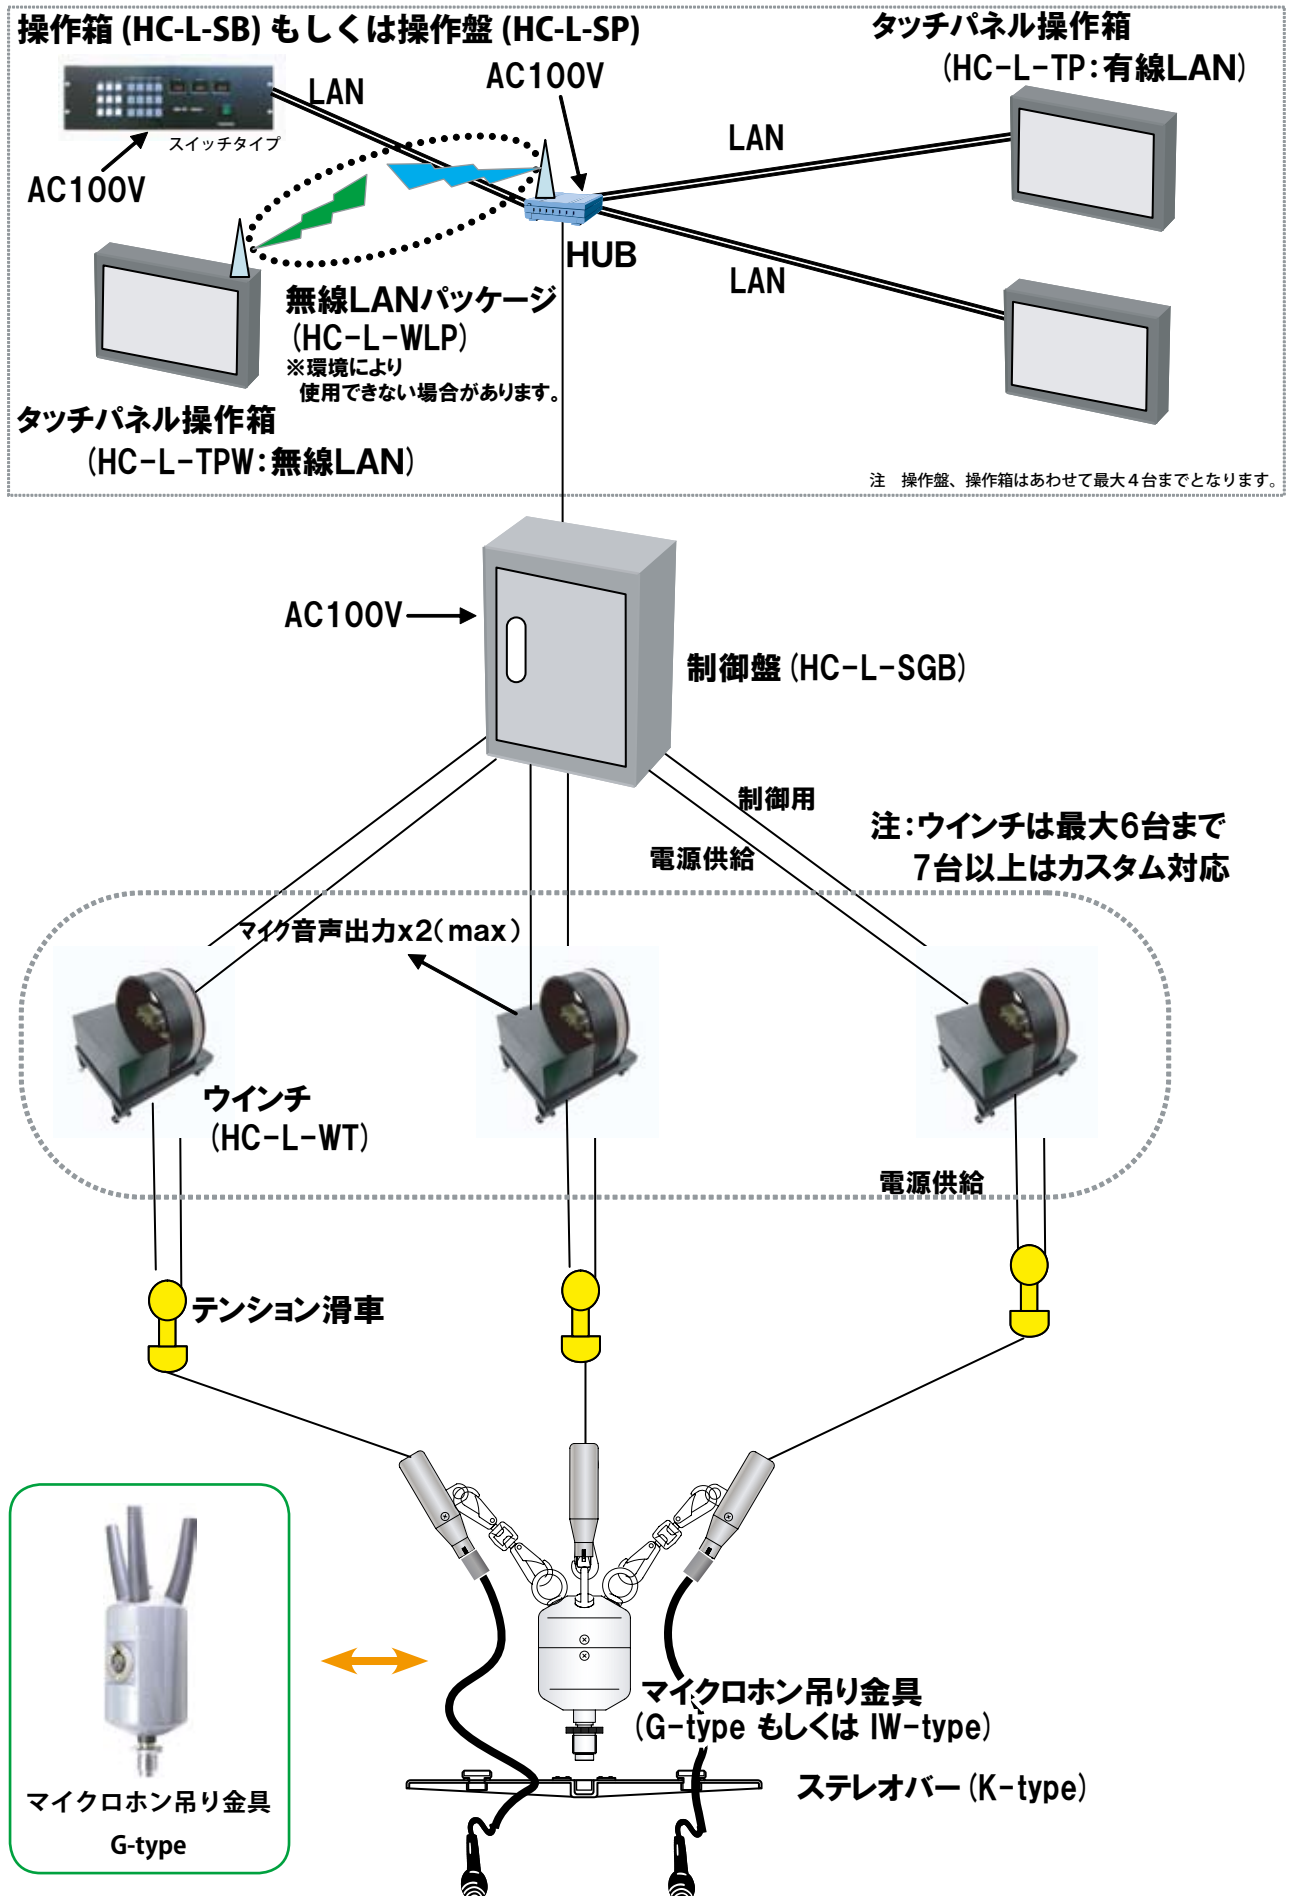 操作箱 (HC-L-SB) もしくは操作盤 (HC-L-SP)
タッチパネル操作箱
(HC-L-TP:有線LAN)
AC100V
LAN
スイッチタイプ
AC100V
LAN
HUB
LAN
無線LANパッケージ
(HC-L-WLP)
※環境により
使用できない場合があります。
タッチパネル操作箱
(HC-L-TPW:無線LAN)
注　操作盤、操作箱はあわせて最大４台までとなります。
AC100V
制御盤 (HC-L-SGB)
制御用
電源供給
注:ウインチは最大6台まで
7台以上はカスタム対応
マイク音声出力x2(max)
ウインチ
(HC-L-WT)
電源供給
テンション滑車
マイクロホン吊り金具
(G-type もしくは IW-type)
ステレオバー (K-type)
マイクロホン吊り金具
G-type